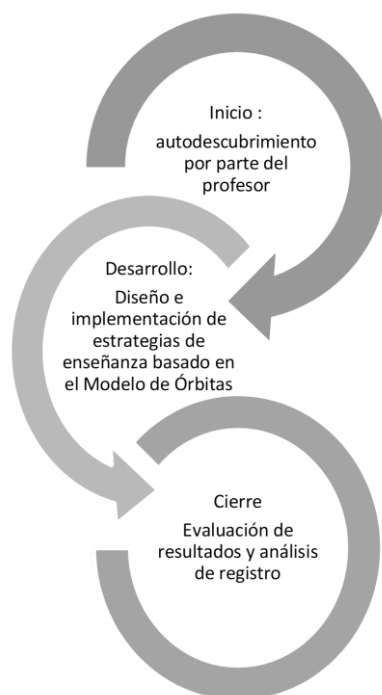 Inicio :
autodescubrimiento
por parte del
profesor
Desarrollo:
Diseño e
implementación de
estrategias de
enseñanza basado en
el Modelo de Órbitas
Cierre
Evaluación de
resultados y análisis
de registro